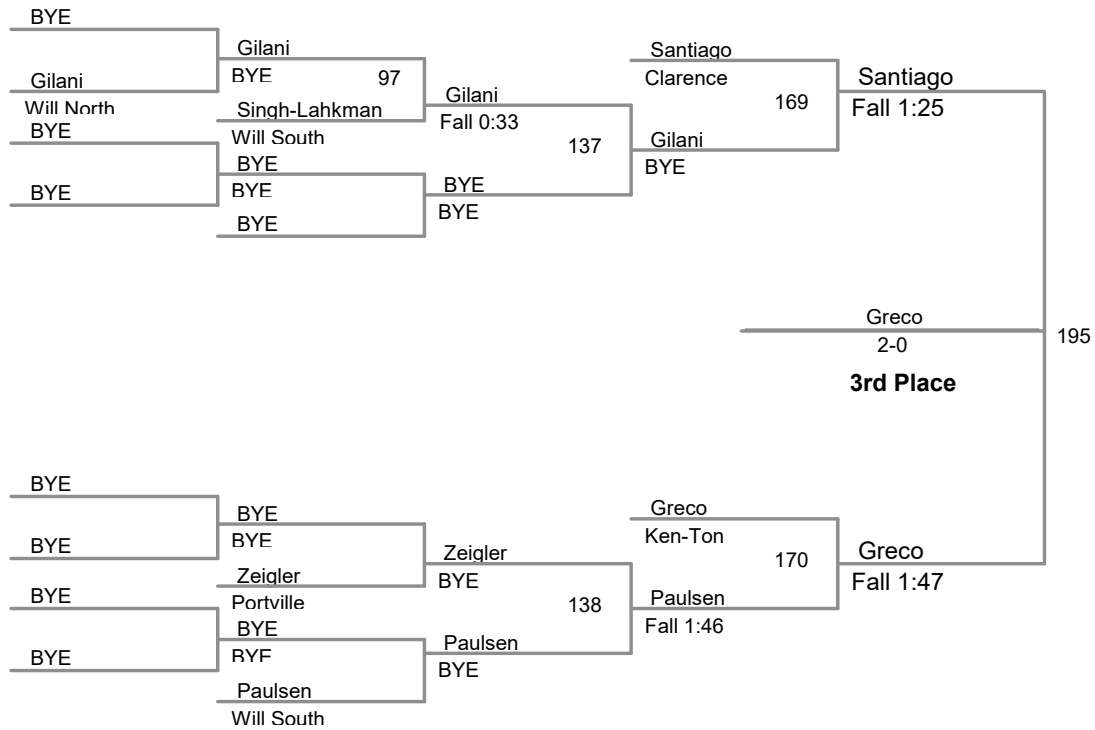 BYE
Gilani
Will North
BYE
BYE
Gilani
BYE
97
Singh-Lahkman
Will South
BYE
BYE
BYE
Gilani
Fall 0:33
137
BYE
BYE
Santiago
Clarence
169
Gilani
BYE
Santiago
Fall 1:25
Greco
2-0
3rd Place
195
BYE
BYE
BYE
BYE
BYE
BYE
Zeigler
Portville
BYE
BYE
Paulsen
Will South
Zeigler
BYE
138
Paulsen
BYE
Greco
Ken-Ton
170
Paulsen
Fall 1:46
Greco
Fall 1:47